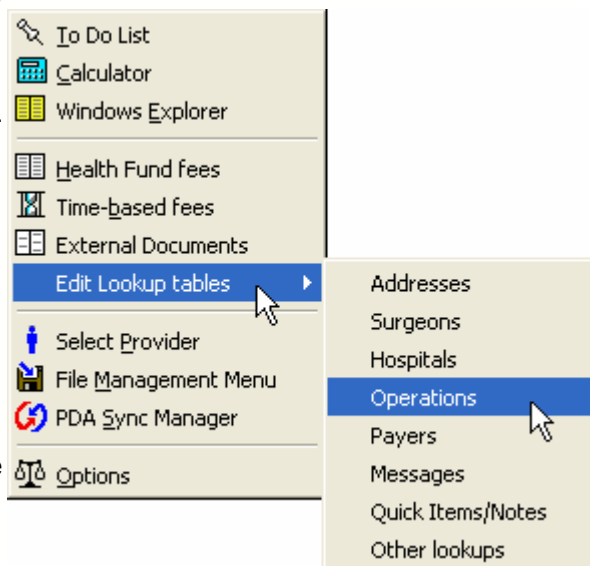 To Do List
Calculator
Windows Explorer
Health Fund fees
Time-based fees
External Documents
Edit Lookup tables
Select Provider
File Management Menu
PDA Sync Manager
Options
Addresses
Surgeons
Hospitals
Operations
Payers
Messages
Quick Items/Notes
Other lookups